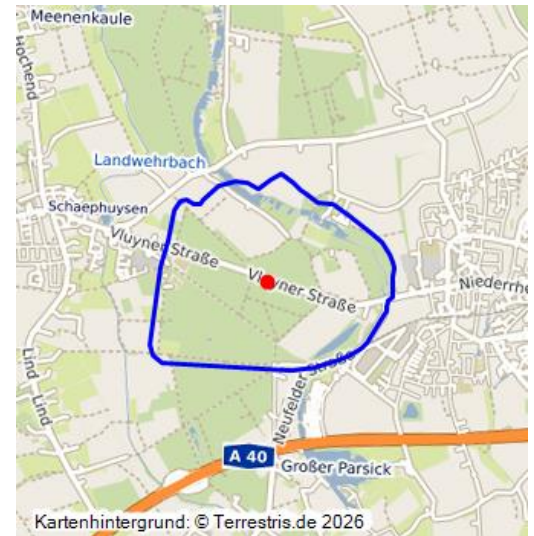 Meenenkaule
Hochend
Landwehrbach
Schaephuysen
Vluyner Straße
Vluyner Straße
Niederrhe
Lind
Lind
Neufelder Straße
A 40
Großer Parsick
Kartenhintergrund: © Terrestris.de 2026